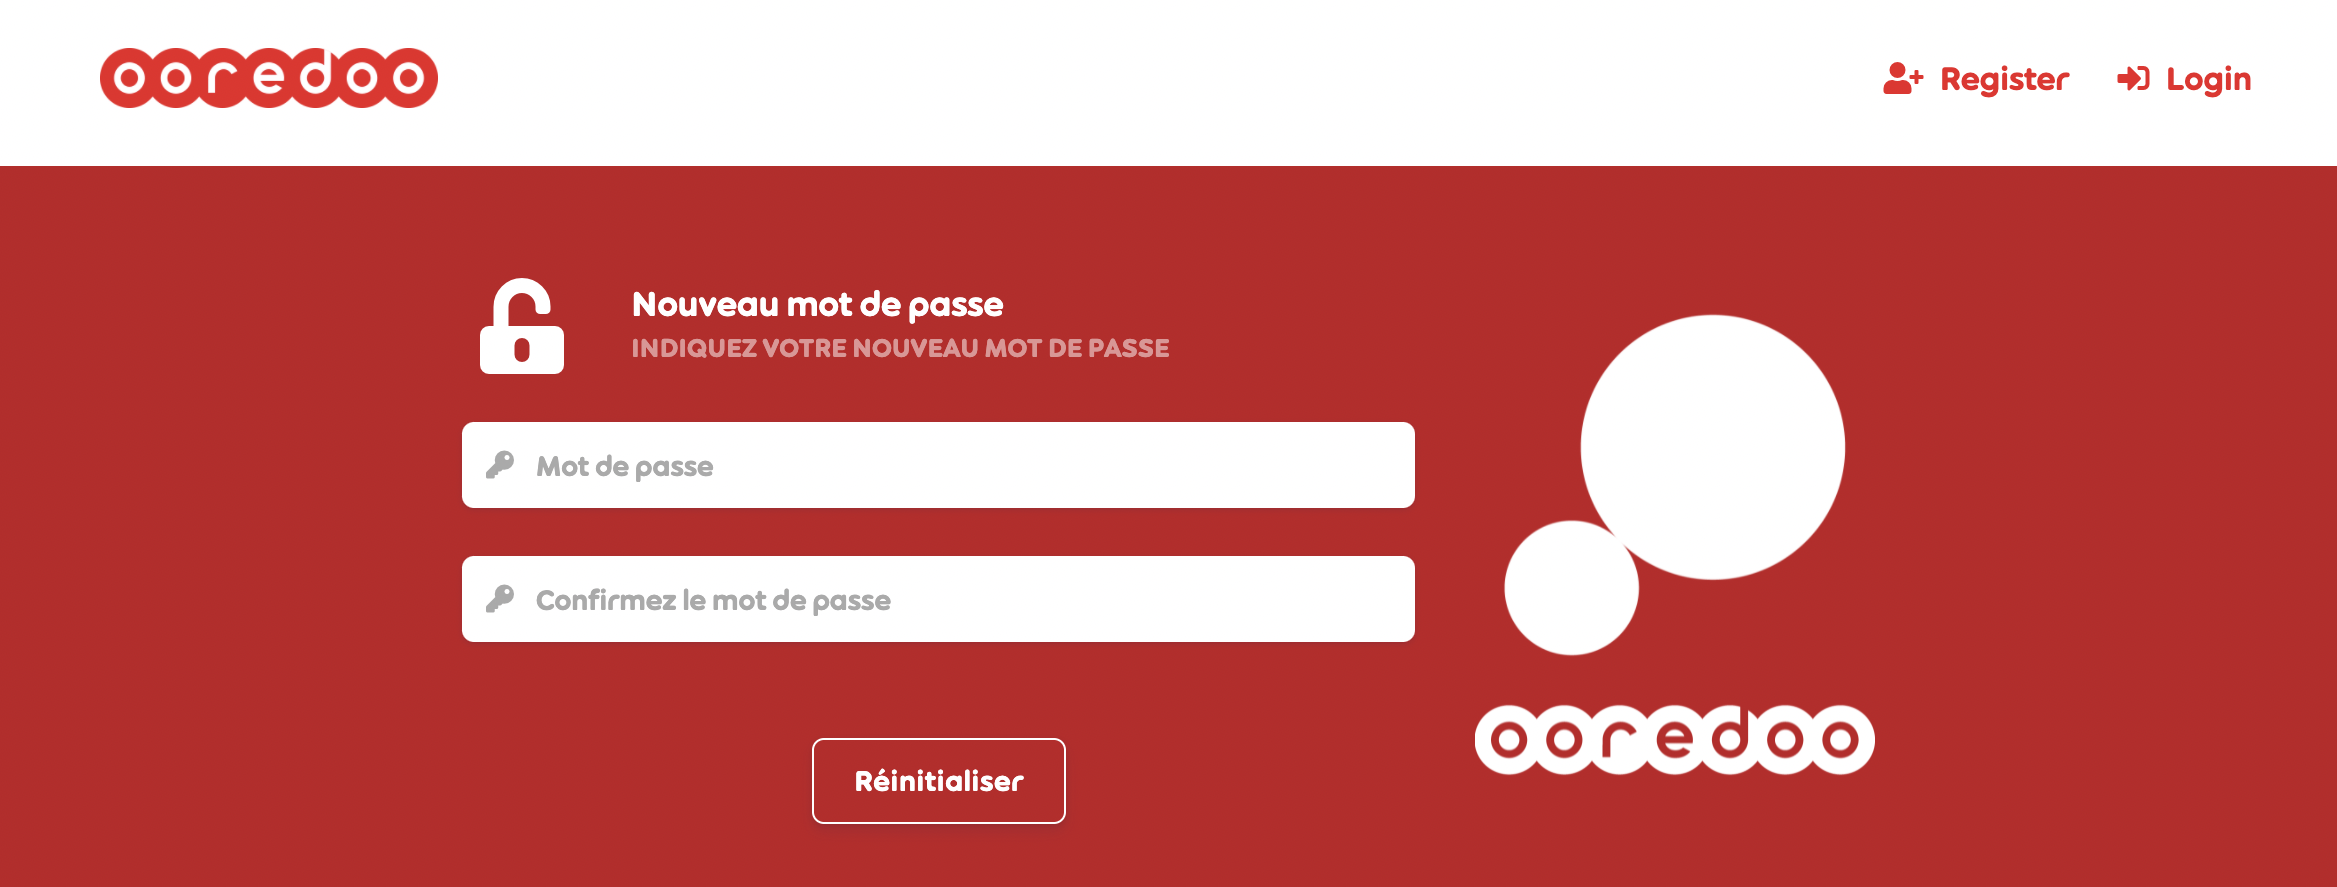 ooredoo
Register
Login
Nouveau mot de passe
INDIQUEZ VOTRE NOUVEAU MOT DE PASSE
Mot de passe
Confirmez le mot de passe
Réinitialiser
ooredoo